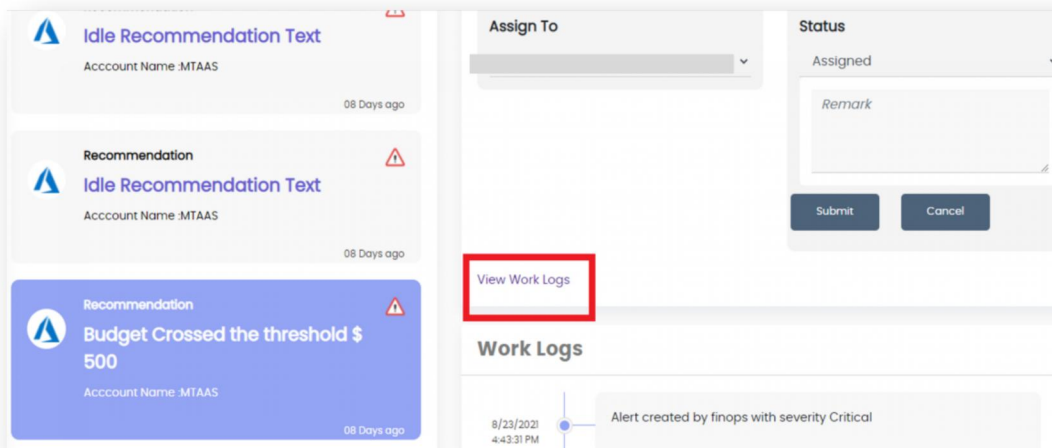 Idle Recommendation Text
Acccount Name :MTAAS
08 Days ago
Recommendation
Idle Recommendation Text
Acccount Name :MTAAS
08 Days ago
Recommendation
Budget Crossed the threshold $
500
Acccount Name :MTAAS
08 Days ago
Assign To
Status
Assigned
Remark
Submit
Cancel
View Work Logs
Work Logs
8/23/2021
4:43:31 PM
Alert created by finops with severity Critical